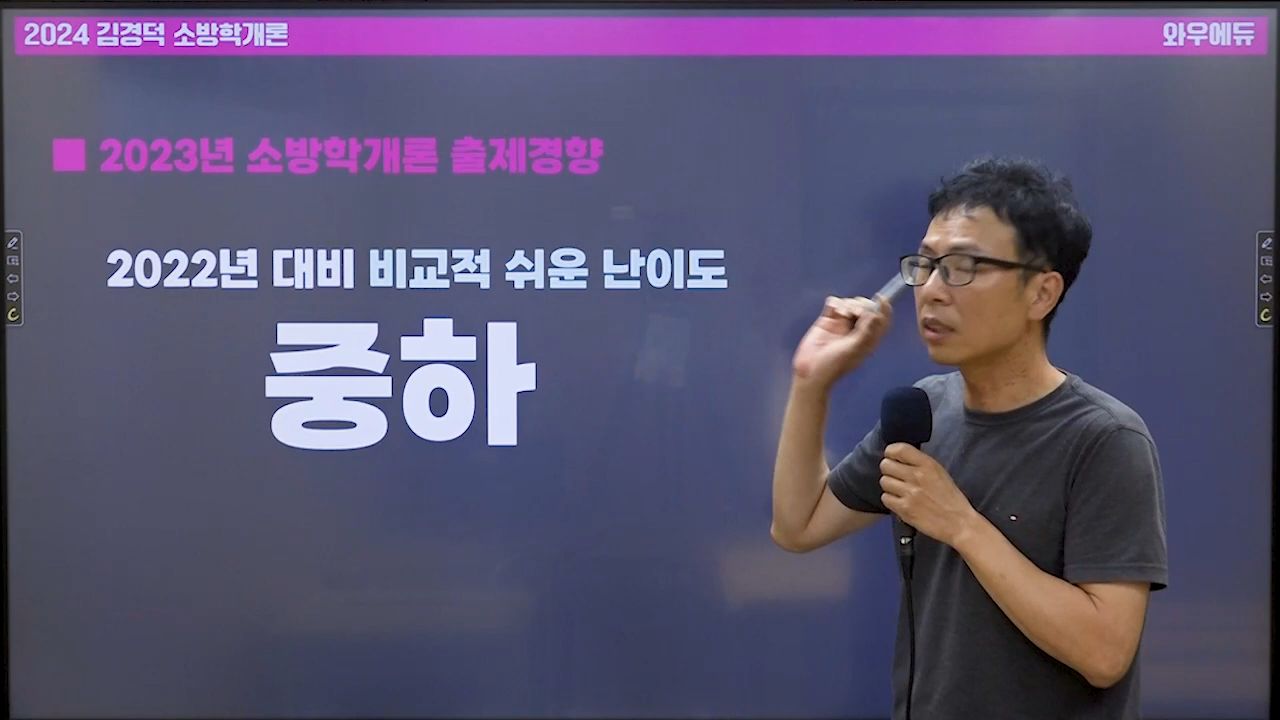 2024 김경덕 소방학개론
와우에듀
■ 2023년 소방학개론 출제경향
2022년 대비 비교적 쉬운 난이도
중하